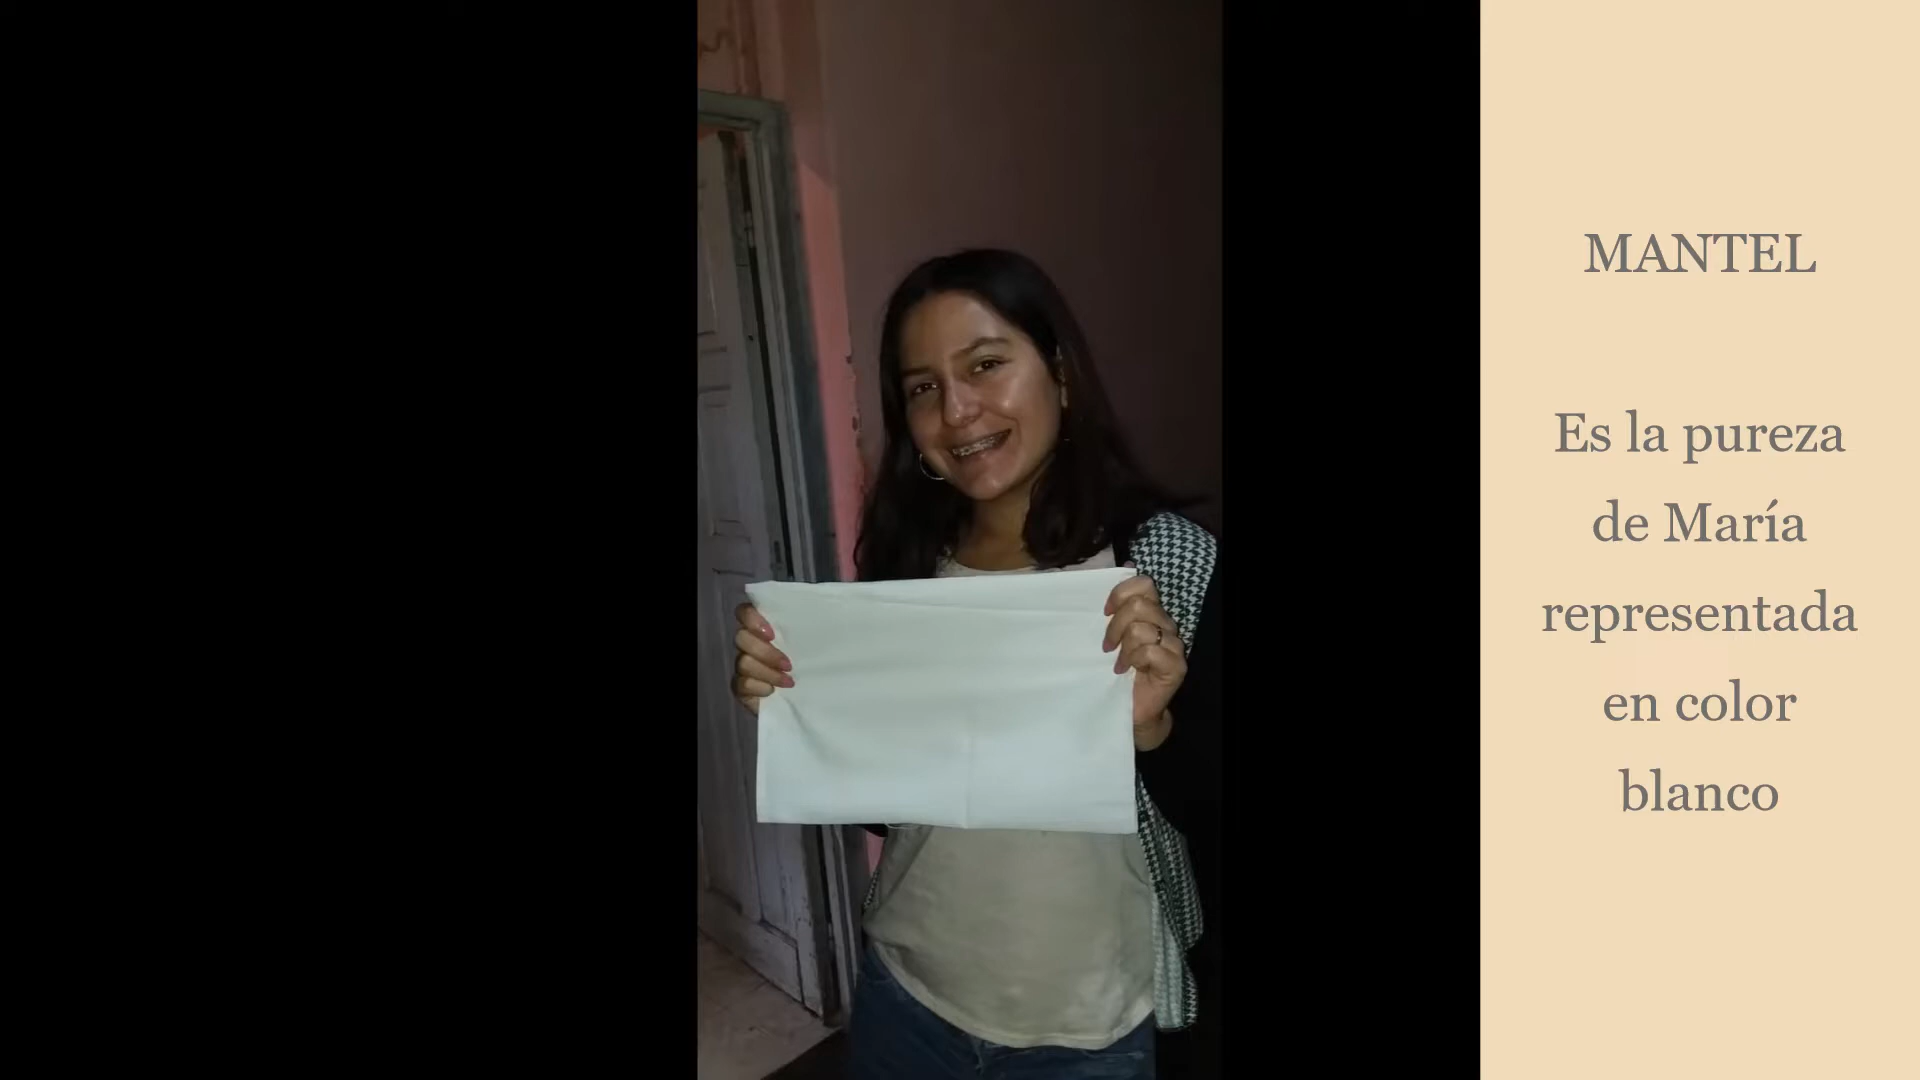 MANTEL
Es la pureza
de María
representada
en color
blanco